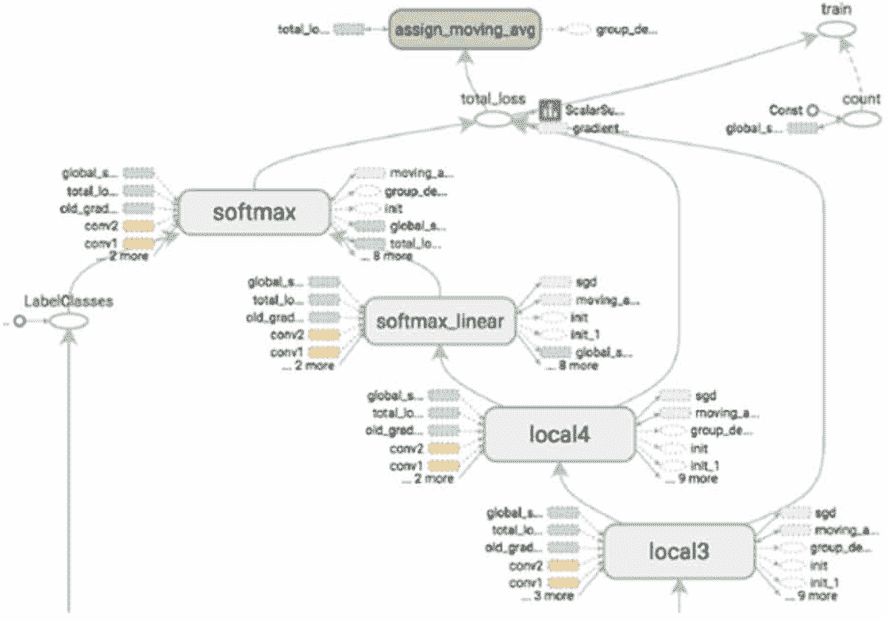 train
total_lo... assign_moving_avg group_de...
total_loss ScalarSu... Const count
gradient... global_s...
global_s... moving_a...
total_lo... group_de...
old_grad... softmax init
conv2 global_s...
conv1 total_lo...
... 2 more ... 8 more
global_s... sgd
LabelClasses total_lo... moving_a...
old_grad... softmax_linear init
conv2 init_1
conv1 global_s...
... 2 more ... 8 more
global_s... sgd
total_lo... moving_a...
old_grad... local4 group_de...
conv2 init
conv1 init_1
... 2 more ... 9 more
global_s... sgd
total_lo... moving_a...
old_grad... local3 group_de...
conv2 init
conv1 init_1
... 3 more ... 9 more